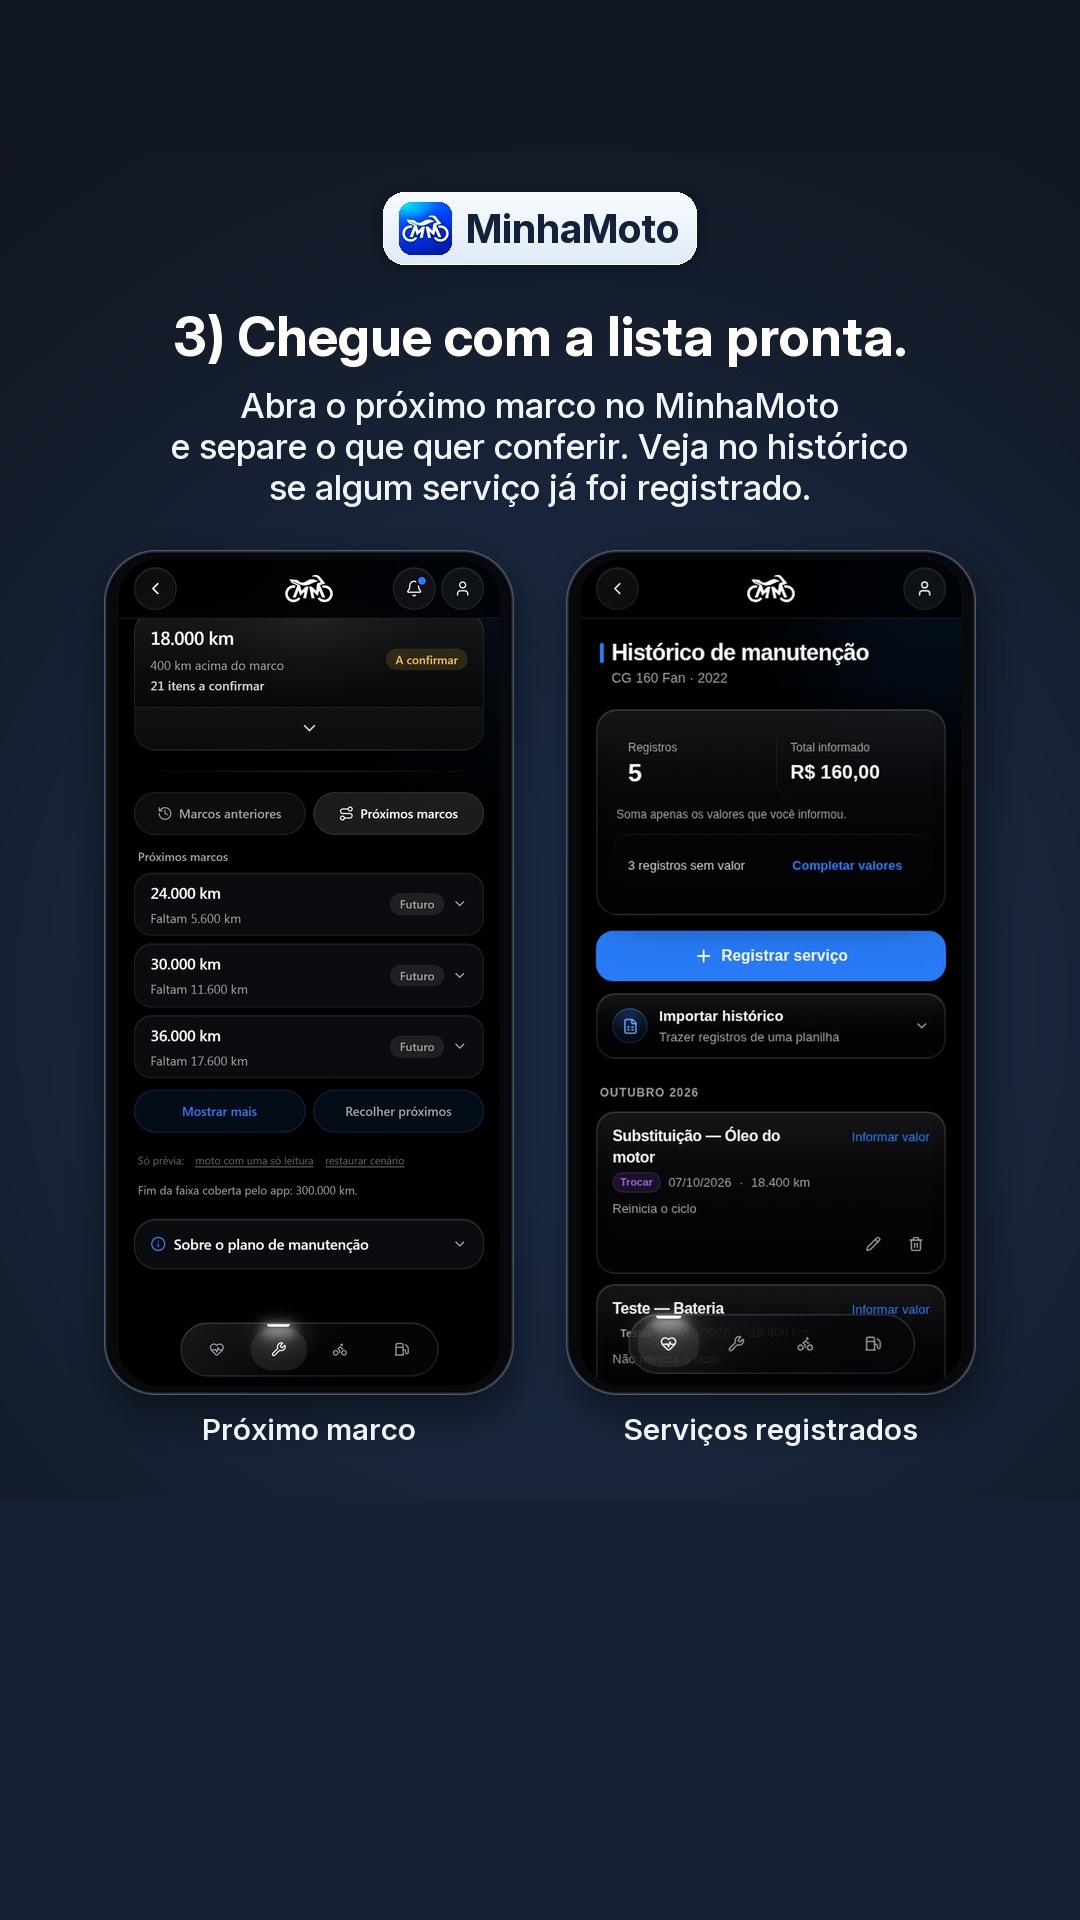 MinhaMoto
3) Chegue com a lista pronta.
Abra o próximo marco no MinhaMoto
e separe o que quer conferir. Veja no histórico
se algum serviço já foi registrado.
18.000 km
400 km acima do marco
21 itens a confirmar
A confirmar
Marcos anteriores
Próximos marcos
Próximos marcos
24.000 km
Faltam 5.600 km
Futuro
30.000 km
Faltam 11.600 km
Futuro
36.000 km
Faltam 17.600 km
Futuro
Mostrar mais
Recolher próximos
Só prévia: moto com uma só leitura restaurar cenário
Fim da faixa coberta pelo app: 300.000 km.
Sobre o plano de manutenção
Próximo marco
Histórico de manutenção
CG 160 Fan · 2022
Registros
5
Total informado
R$ 160,00
Soma apenas os valores que você informou.
3 registros sem valor
Completar valores
Registrar serviço
Importar histórico
Trazer registros de uma planilha
OUTUBRO 2026
Substituição — Óleo do
motor
Informar valor
Trocar 07/10/2026 · 18.400 km
Reinicia o ciclo
Teste — Bateria
Informar valor
Não reinicia o ciclo
Serviços registrados